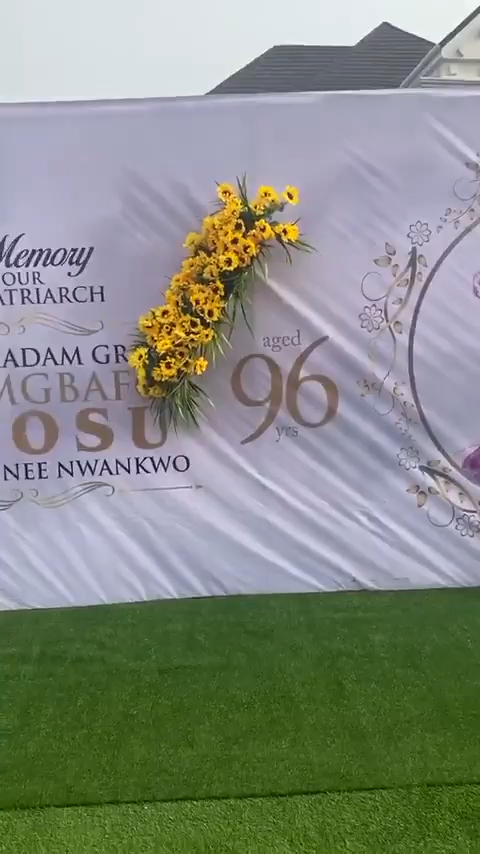 Memory
OUR
ATRIARCH
ADAM GR
MGBAF
OSU
NEE NWANKWO
aged
96
yrs